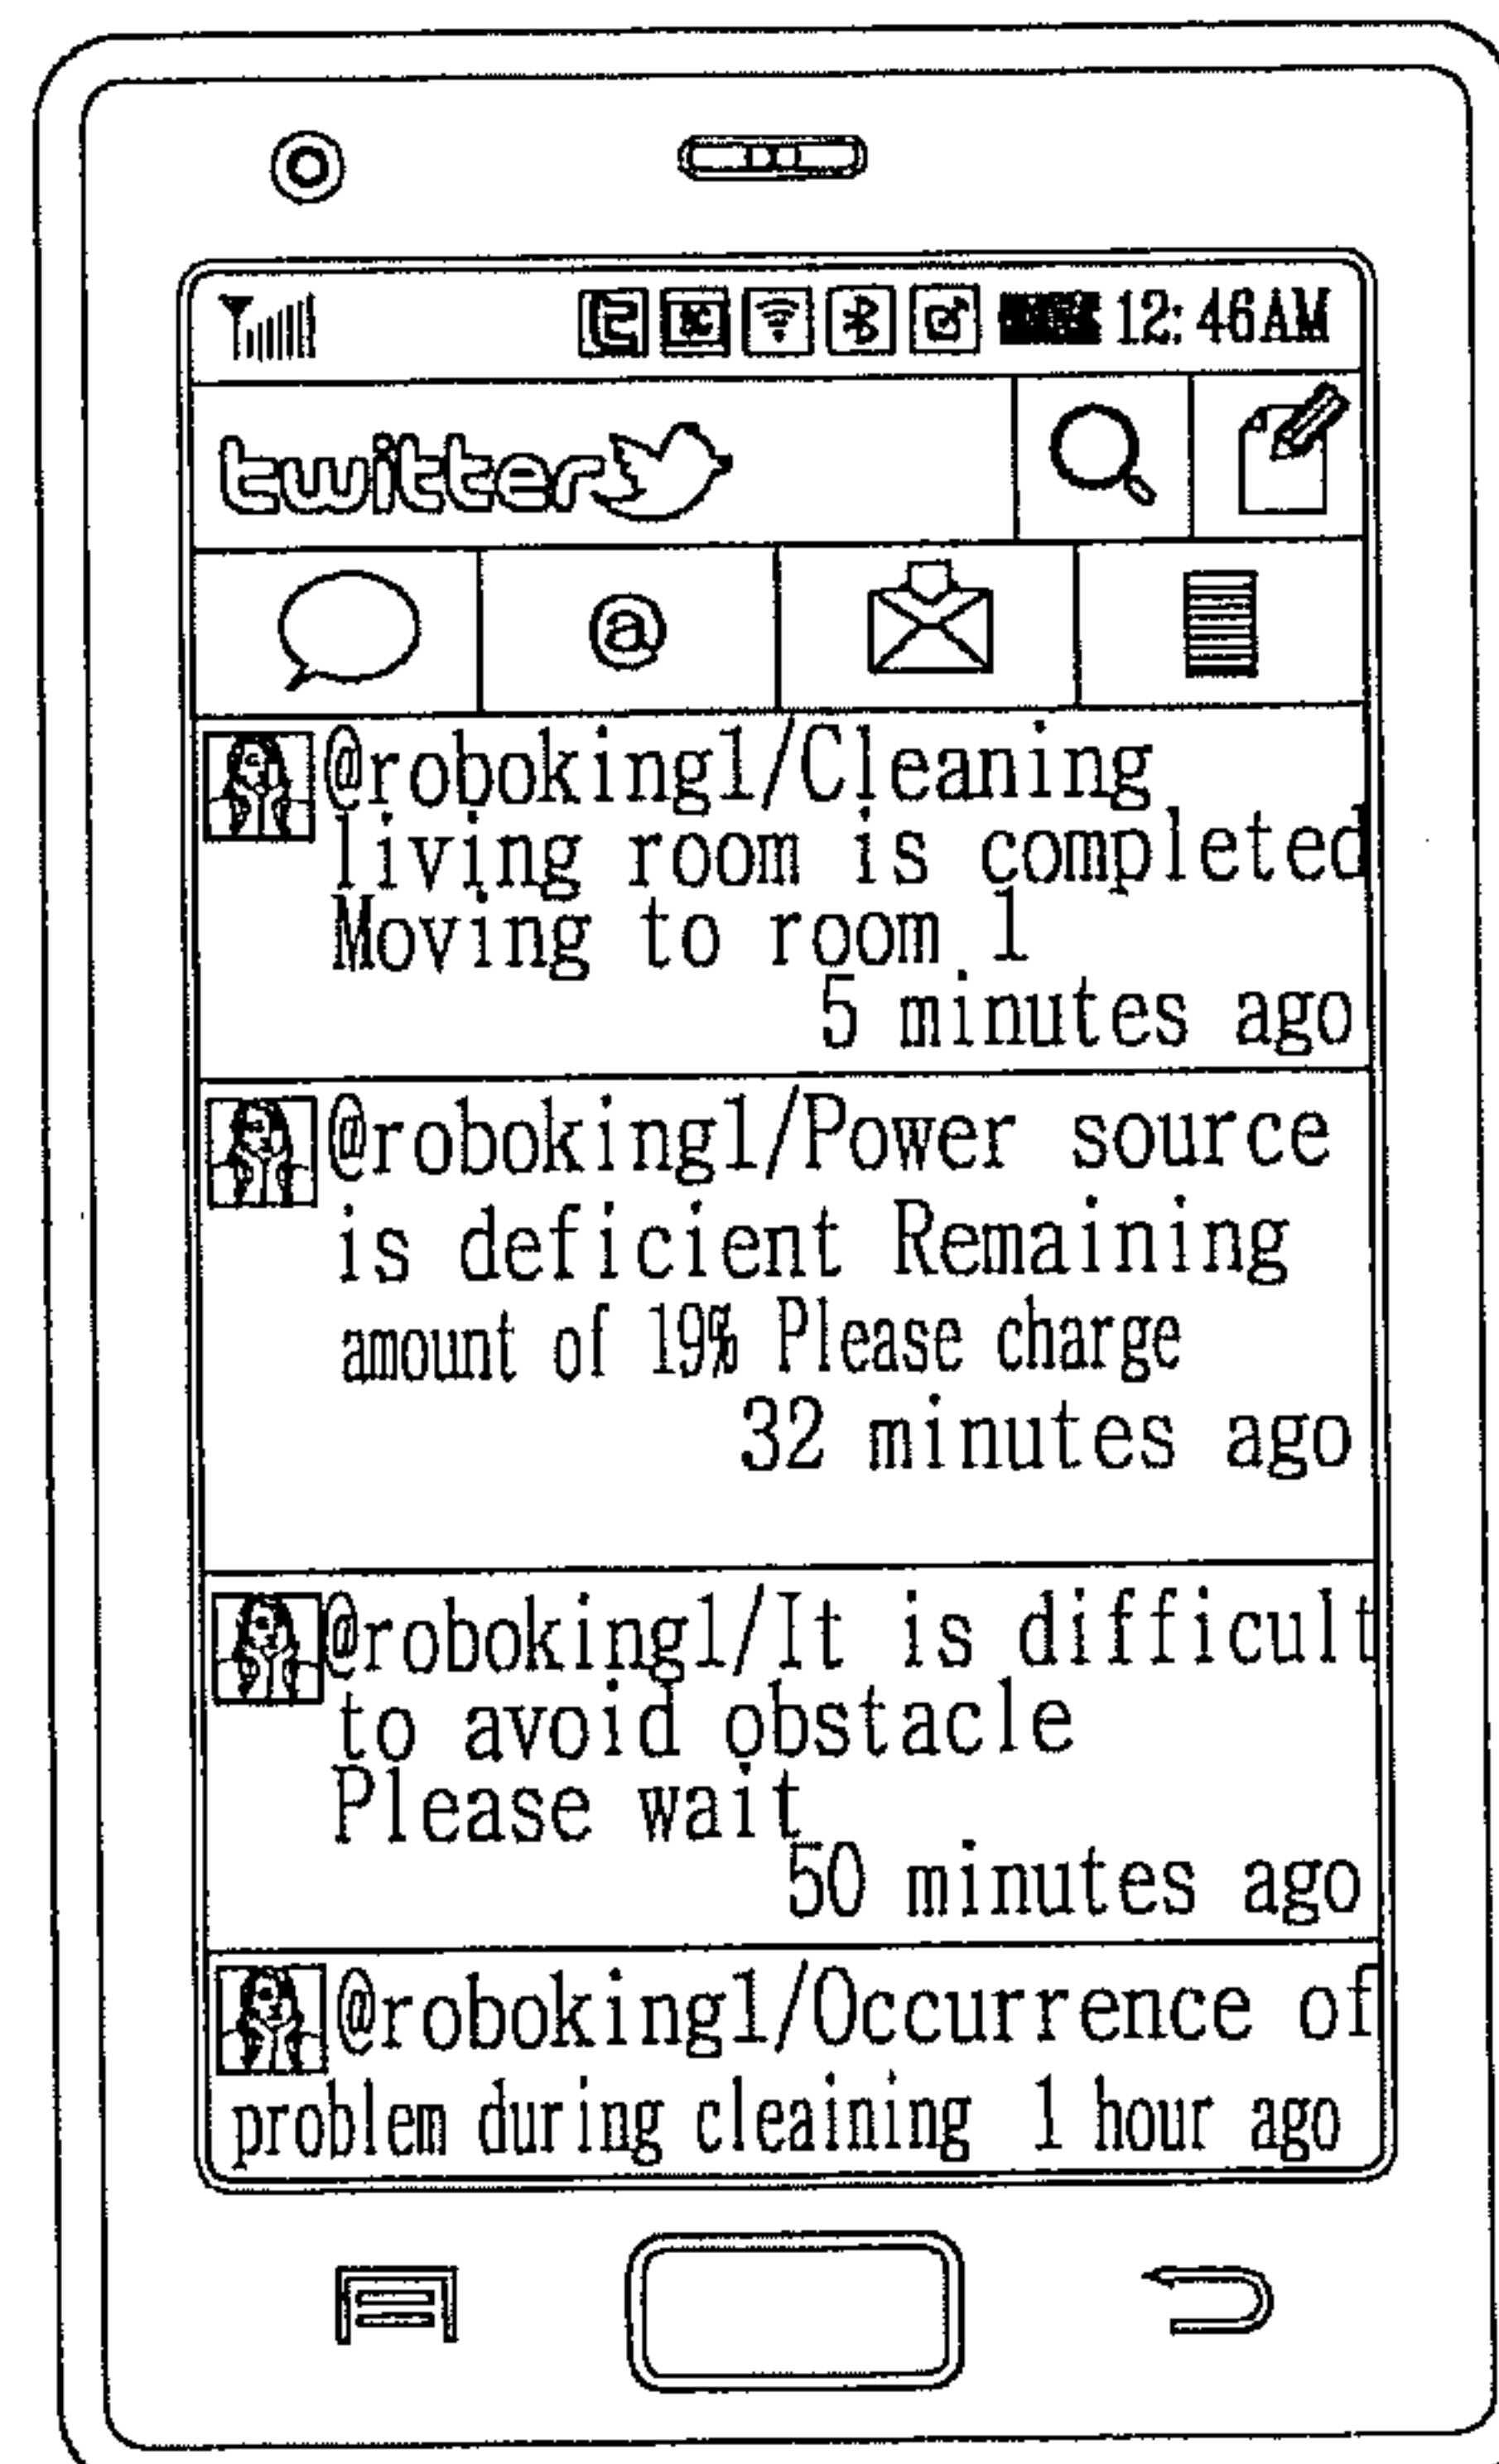 12:46AM
twitter
@
@roboking1/Cleaning
living room is completed
Moving to room 1
5 minutes ago
@roboking1/Power source
is deficient Remaining
amount of 19% Please charge
32 minutes ago
@roboking1/It is difficult
to avoid obstacle
Please wait
50 minutes ago
@roboking1/Occurrence of
problem during cleaining 1 hour ago